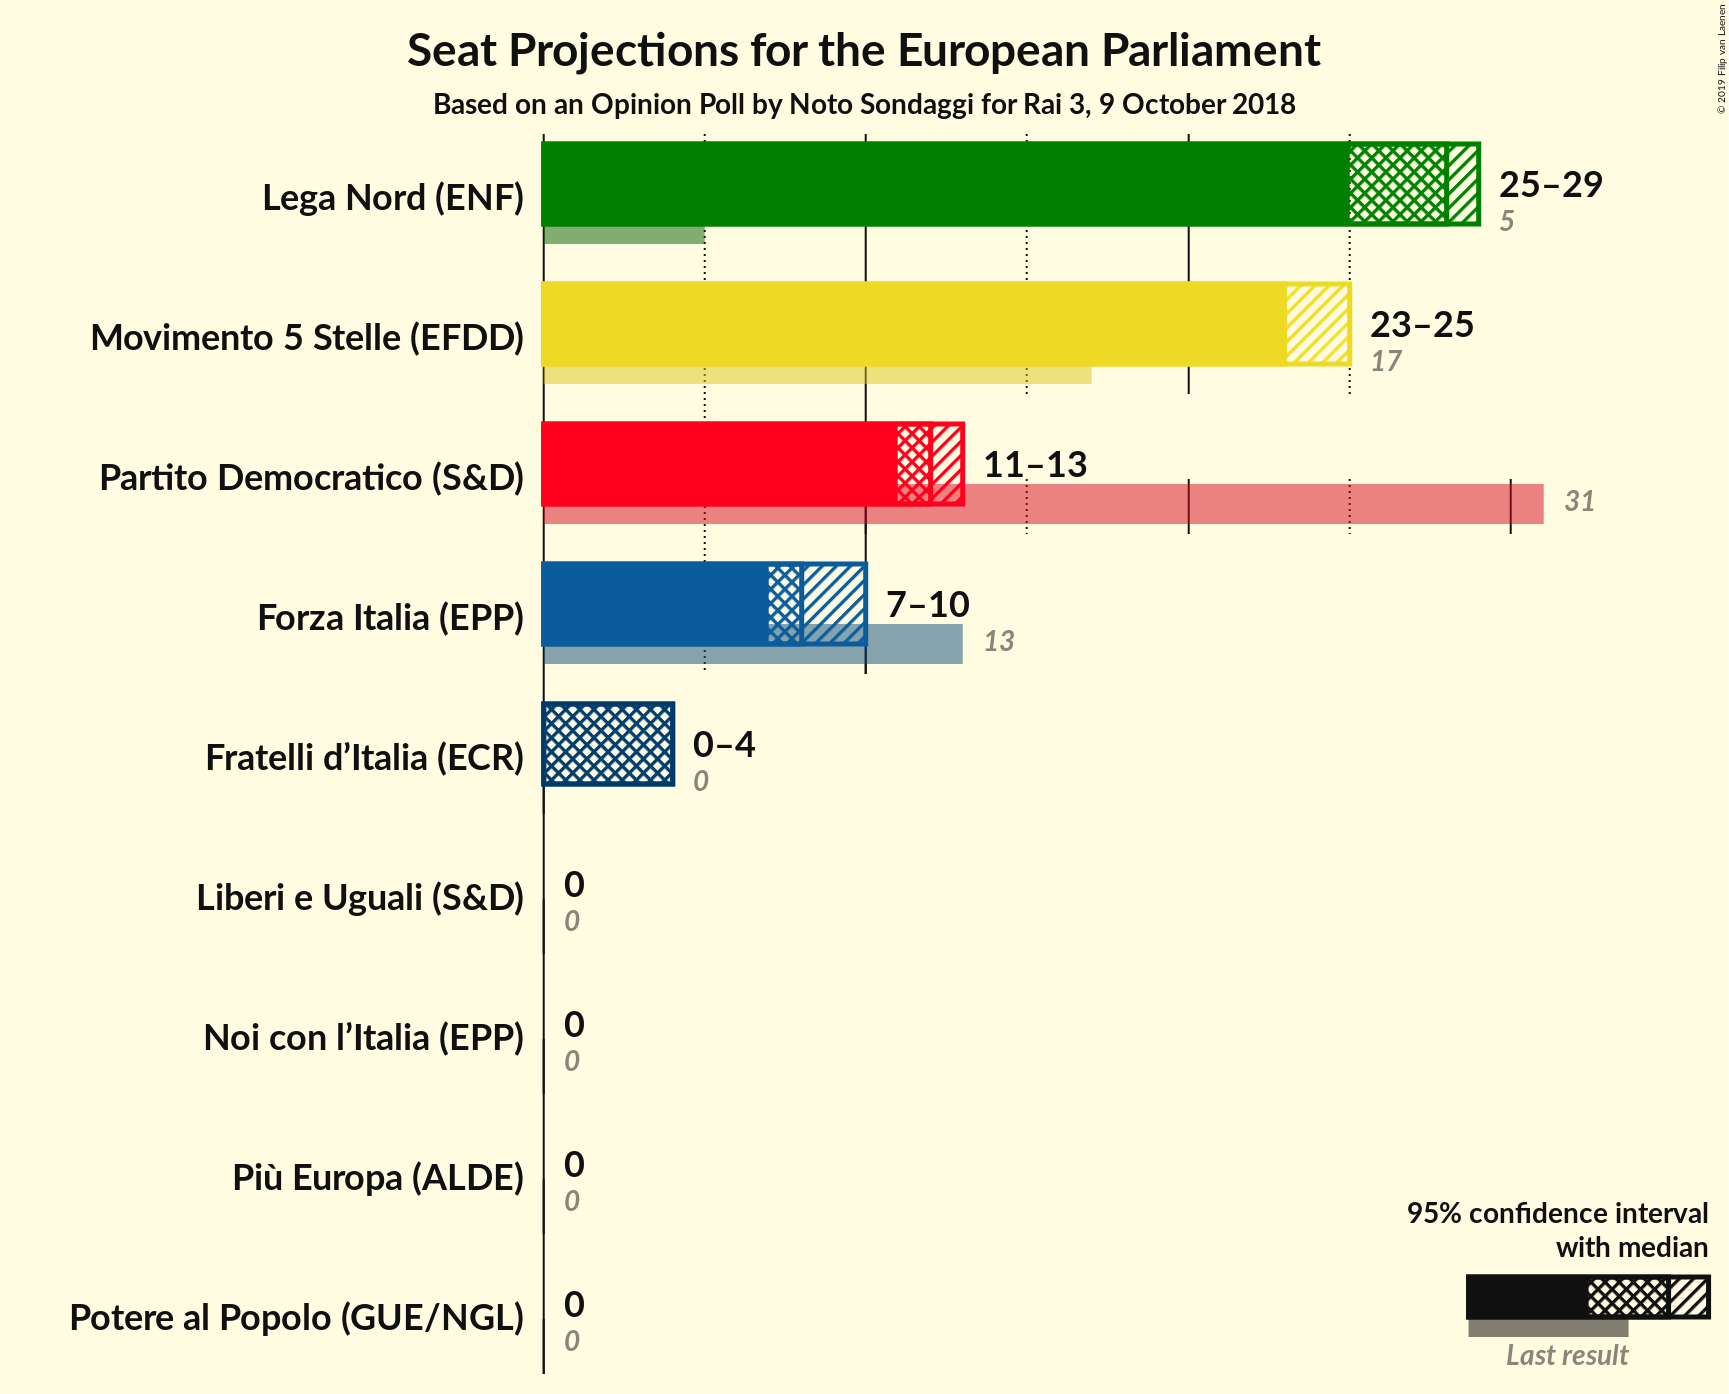 Seat Projections for the European Parliament
Based on an Opinion Poll by Noto Sondaggi for Rai 3, 9 October 2018
© 2019 Filip van Laenen
Lega Nord (ENF)
25–29
5
Movimento 5 Stelle (EFDD)
23–25
17
Partito Democratico (S&D)
11–13
31
Forza Italia (EPP)
7–10
13
Fratelli d’Italia (ECR)
0–4
0
Liberi e Uguali (S&D)
0
0
Noi con l’Italia (EPP)
0
0
Più Europa (ALDE)
0
0
Potere al Popolo (GUE/NGL)
0
0
95% confidence interval
with median
Last result